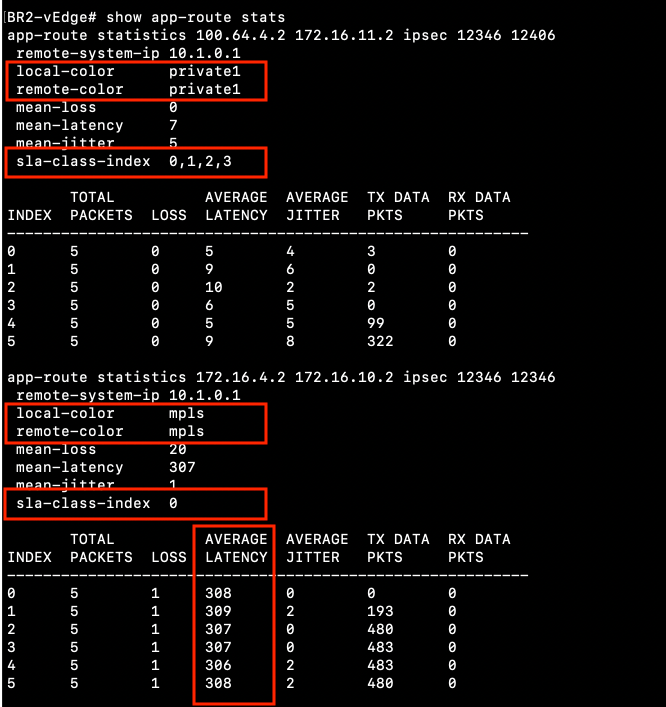 [BR2-vEdge# show app-route stats
app-route statistics 100.64.4.2 172.16.11.2 ipsec 12346 12406
remote-system-ip 10.1.0.1
local-color private1
remote-color private1
mean-loss 0
mean-latency 7
mean-jitter 5
sla-class-index 0,1,2,3
TOTAL AVERAGE AVERAGE TX DATA RX DATA
INDEX PACKETS LOSS LATENCY JITTER PKTS PKTS
--------------------------------------------------------------
0 5 0 5 4 3 0
1 5 0 9 6 0 0
2 5 0 10 2 2 0
3 5 0 6 5 0 0
4 5 0 5 5 99 0
5 5 0 9 8 322 0
app-route statistics 172.16.4.2 172.16.10.2 ipsec 12346 12346
remote-system-ip 10.1.0.1
local-color mpls
remote-color mpls
mean-loss 20
mean-latency 307
mean-jitter 1
sla-class-index 0
TOTAL AVERAGE AVERAGE TX DATA RX DATA
INDEX PACKETS LOSS LATENCY JITTER PKTS PKTS
--------------------------------------------------------------
0 5 1 308 0 0 0
1 5 1 309 2 193 0
2 5 1 307 0 480 0
3 5 1 307 0 483 0
4 5 1 306 2 483 0
5 5 1 308 2 480 0